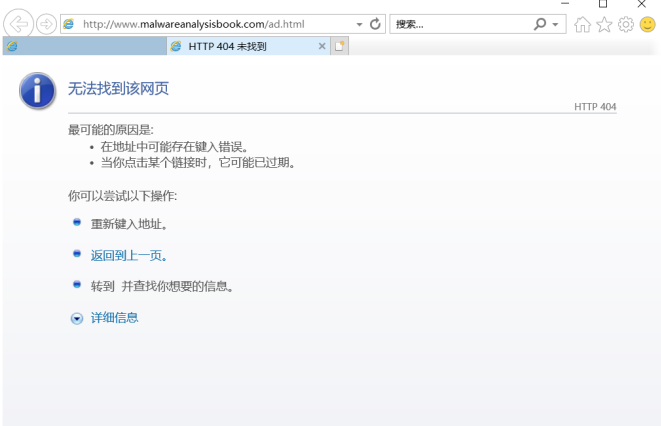 http://www.malwareanalysisbook.com/ad.html 搜索...
HTTP 404 未找到
无法找到该网页
HTTP 404
最可能的原因是:
• 在地址中可能存在键入错误。
• 当你点击某个链接时，它可能已过期。
你可以尝试以下操作:
重新键入地址。
返回到上一页。
转到 并查找你想要的信息。
详细信息